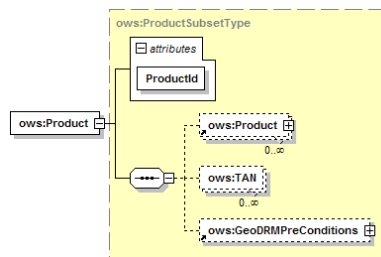 ows:ProductSubsetType
attributes
ProductId
ows:Product
ows:Product
0..∞
ows:TAN
0..∞
ows:GeoDRMPreConditions